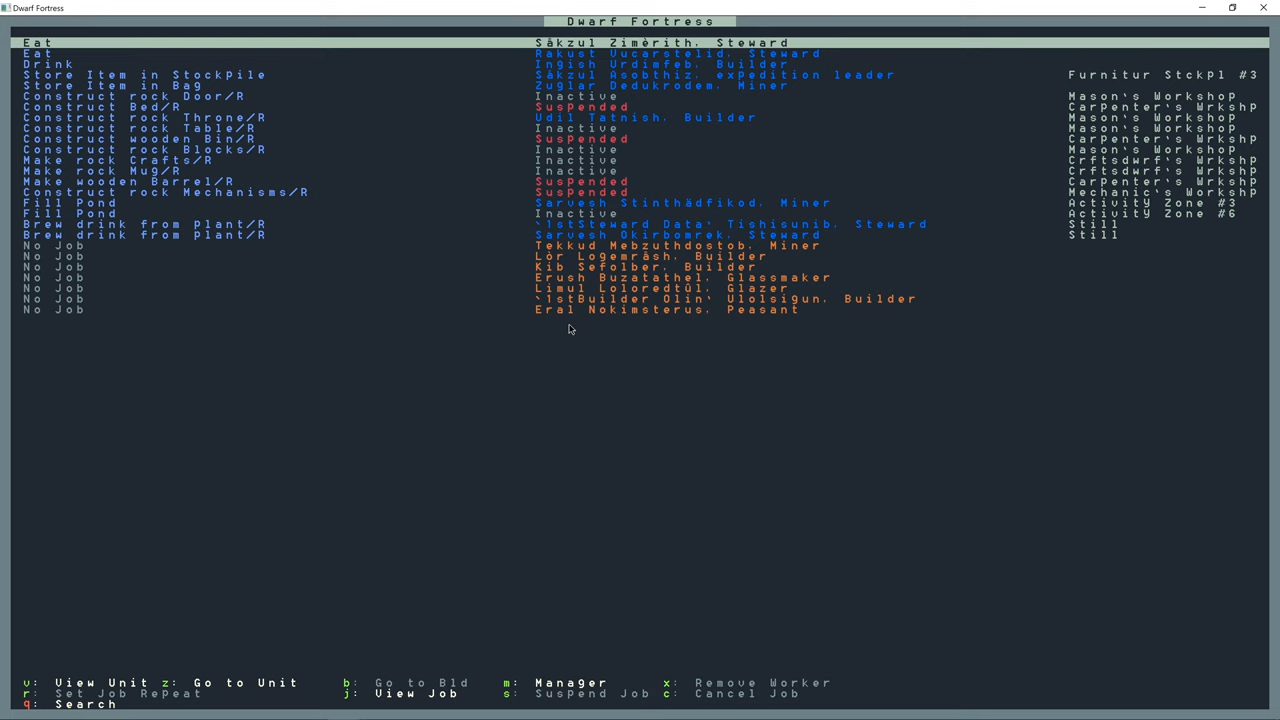 Dwarf Fortress
Dwarf Fortress
Eat Såkzul Zimèrith, Steward
Eat Rakust Vucarstelid, Steward
Drink Ingish Urdimfeb, Builder
Store Item in Stockpile Såkzul Asobthiz, expedition leader Furnitur Stckpl #3
Store Item in Bag Zuglar Dedukrodem, Miner
Construct rock Door/R Inactive Mason's Workshop
Construct Bed/R Suspended Carpenter's Wrkshp
Construct rock Throne/R Udil Tatnish, Builder Mason's Workshop
Construct rock Table/R Inactive Mason's Workshop
Construct wooden Bin/R Suspended Carpenter's Wrkshp
Construct rock Blocks/R Inactive Mason's Workshop
Make rock Crafts/R Inactive Crftsdwrf's Wrkshp
Make rock Mug/R Inactive Crftsdwrf's Wrkshp
Make wooden Barrel/R Suspended Carpenter's Wrkshp
Construct rock Mechanisms/R Suspended Mechanic's Workshop
Fill Pond Sarvesh Stinthädfikod, Miner Activity Zone #3
Fill Pond Inactive Activity Zone #6
Brew drink from plant/R `1stSteward Data' Tishisunib, Steward Still
Brew drink from plant/R Sarvesh Okirbomrek, Steward Still
No Job Tekkud Mebzuthdostob, Miner
No Job Lòr Logemråsh, Builder
No Job Kib Sefolber, Builder
No Job Erush Buzatathel, Glassmaker
No Job Limul Loloredtûl, Glazer
No Job `1stBuilder Olin' Ulolsigun, Builder
No Job Eral Nokimsterus, Peasant
v: View Unit z: Go to Unit b: Go to Bld m: Manager x: Remove Worker
r: Set Job Repeat j: View Job s: Suspend Job c: Cancel Job
q: Search